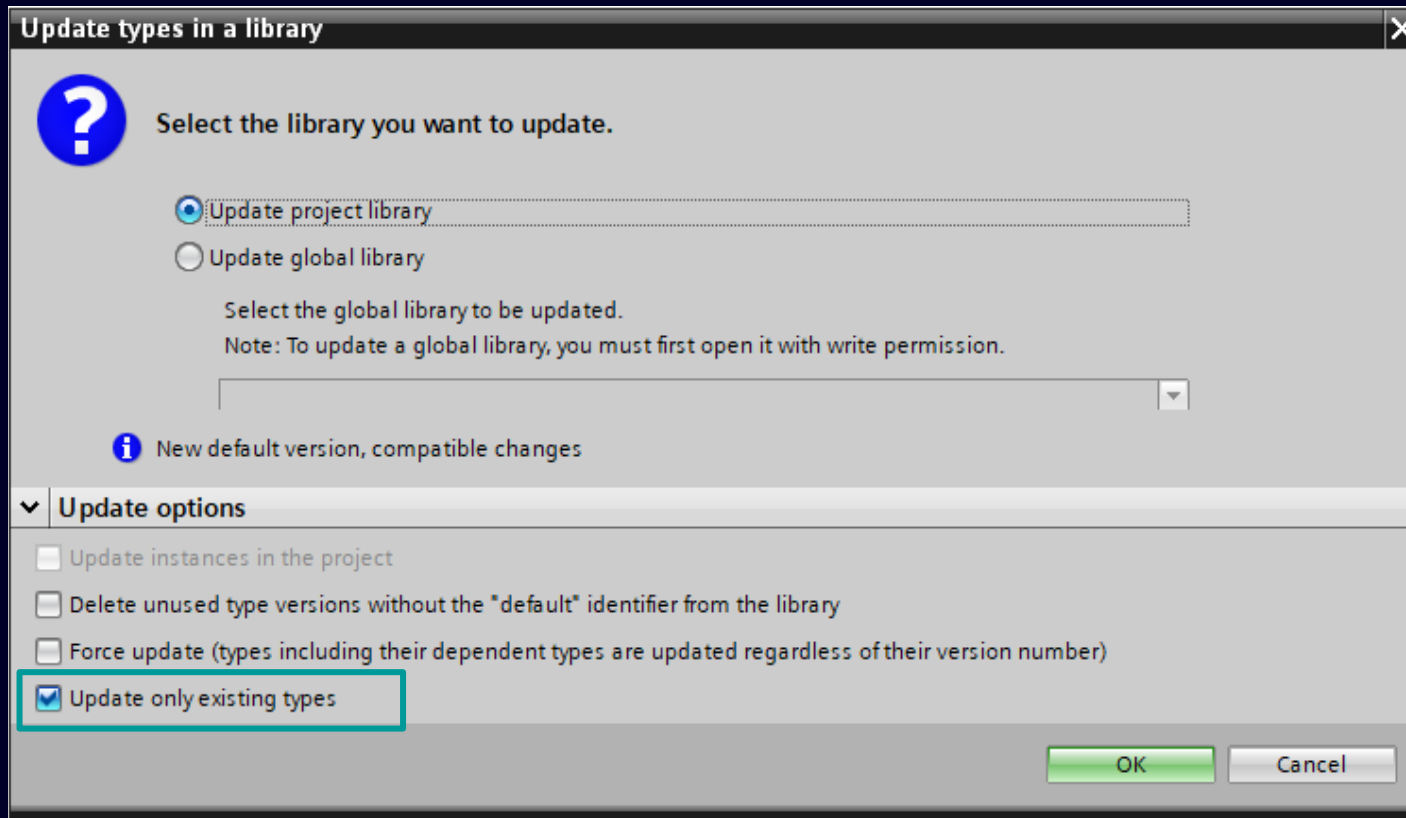 Update types in a library
Select the library you want to update.
Update project library
Update global library
Select the global library to be updated.
Note: To update a global library, you must first open it with write permission.
New default version, compatible changes
Update options
Update instances in the project
Delete unused type versions without the "default" identifier from the library
Force update (types including their dependent types are updated regardless of their version number)
Update only existing types
OK
Cancel